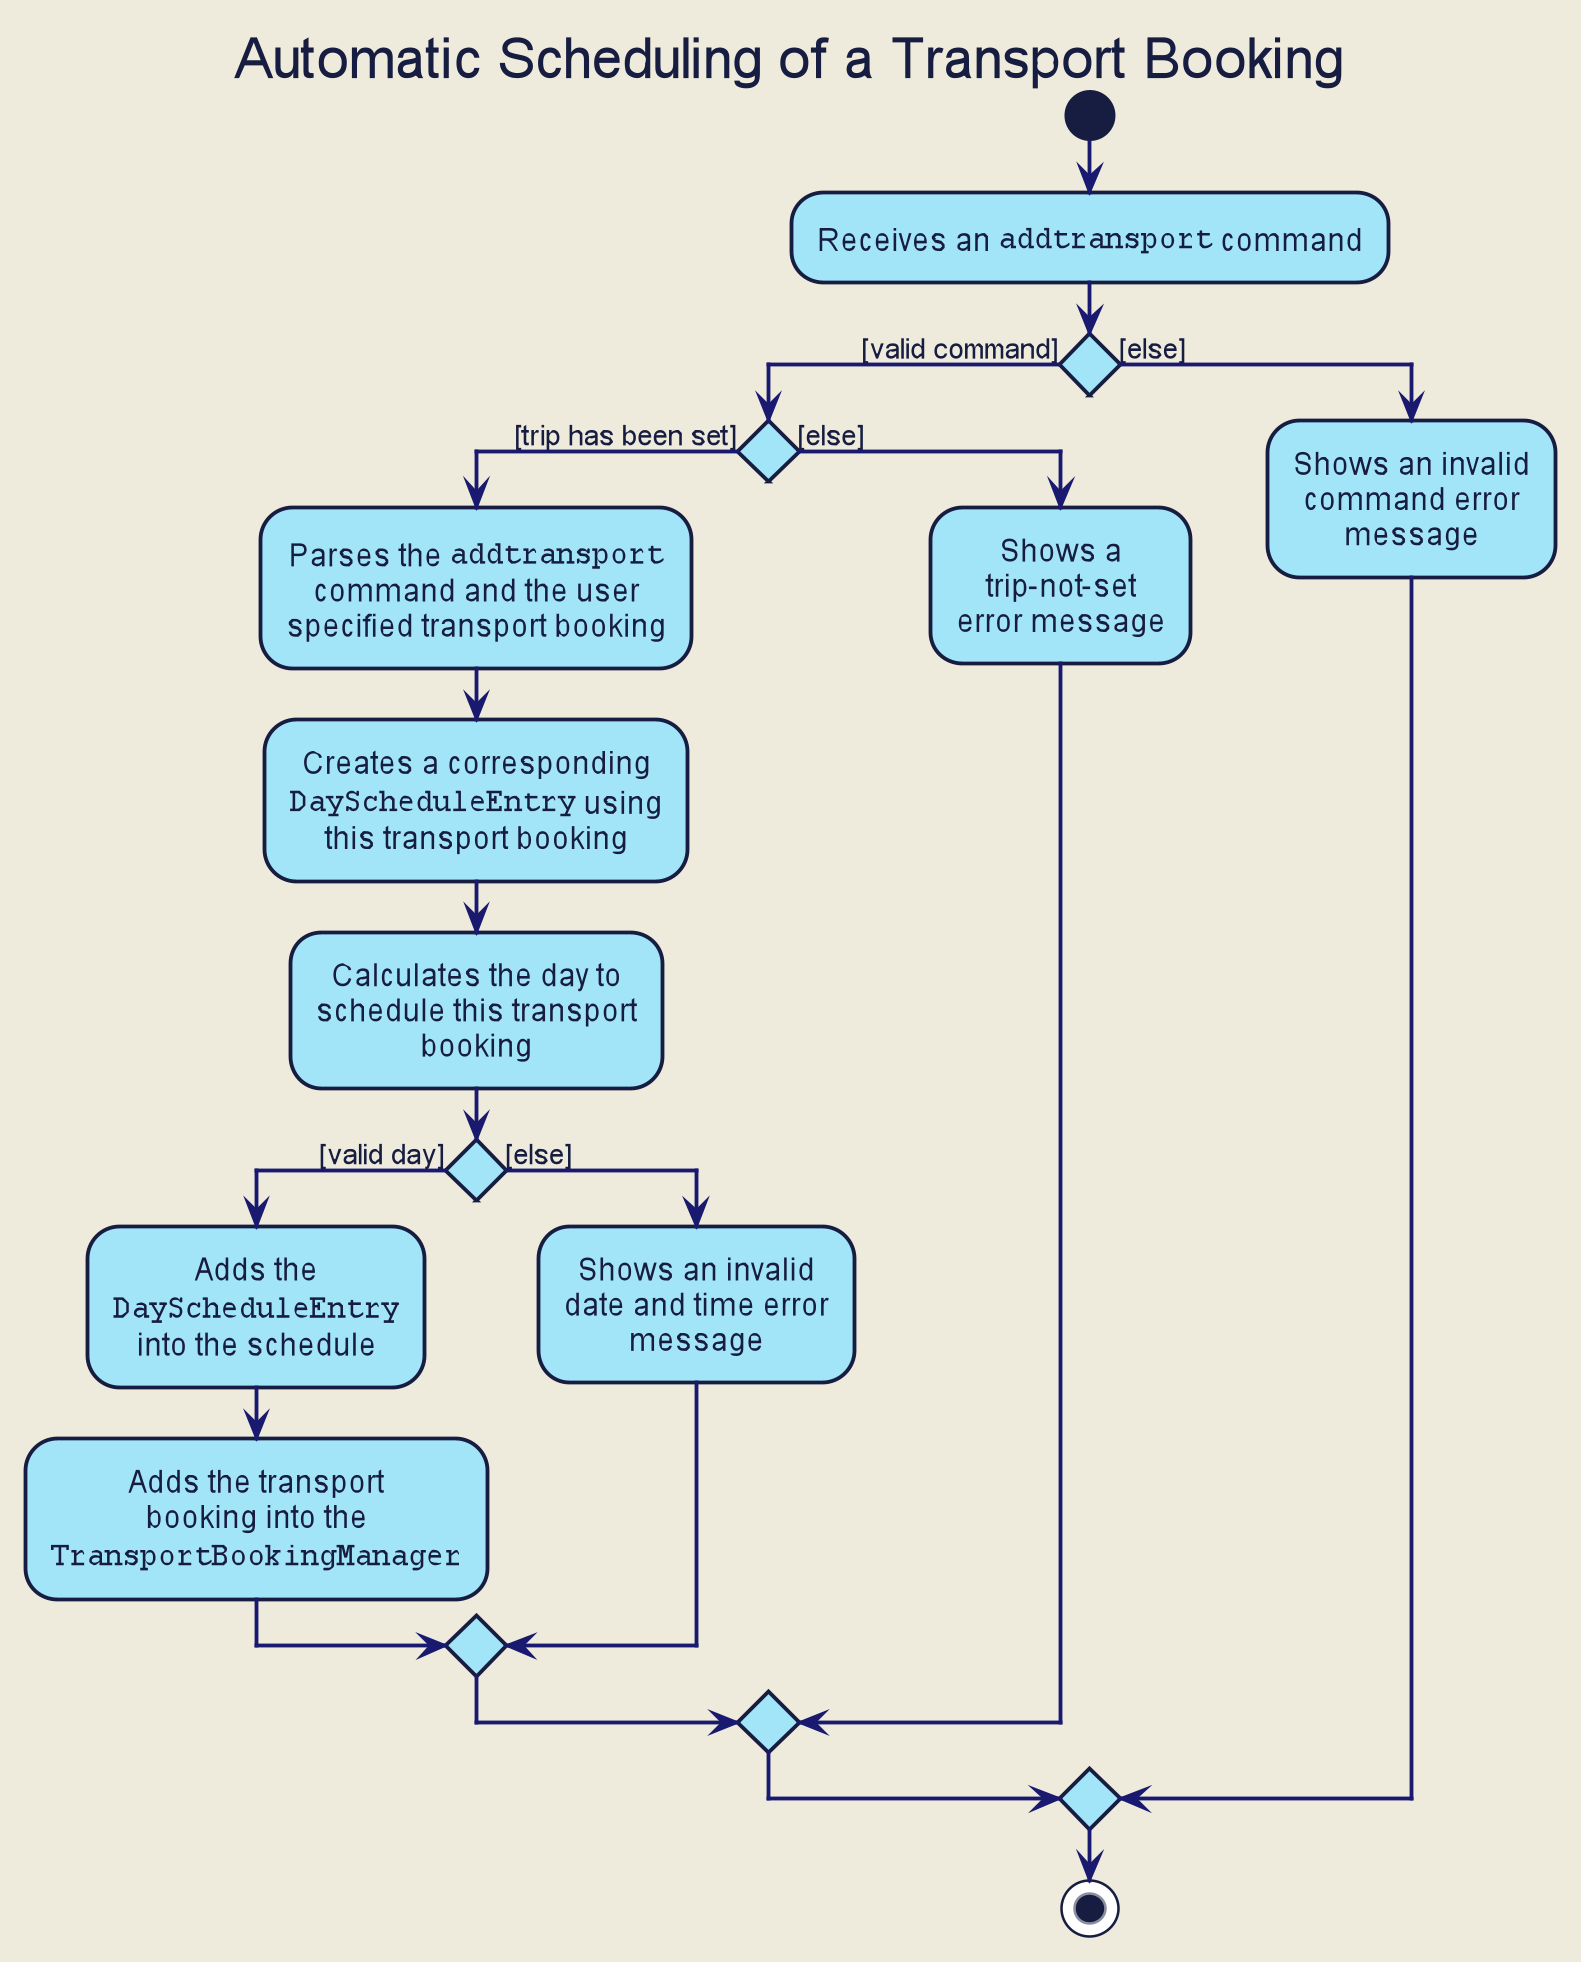 Automatic Scheduling of a Transport Booking
Receives an addtransport command
[valid command]
[else]
[trip has been set]
[else]
Shows an invalid
command error
message
Parses the addtransport
command and the user
specified transport booking
Shows a
trip-not-set
error message
Creates a corresponding
DayScheduleEntry using
this transport booking
Calculates the day to
schedule this transport
booking
[valid day]
[else]
Adds the
DayScheduleEntry
into the schedule
Shows an invalid
date and time error
message
Adds the transport
booking into the
TransportBookingManager